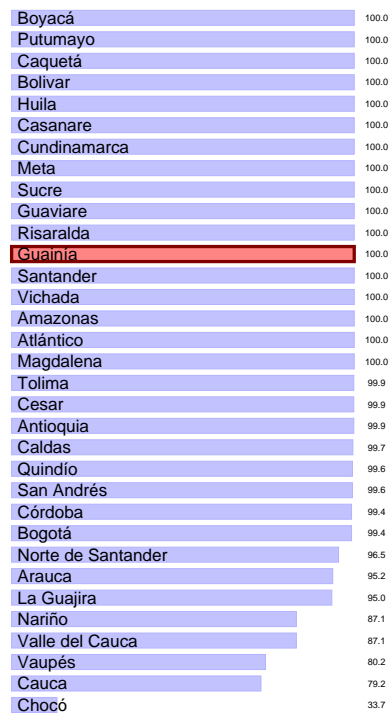 Boyacá 100.0
Putumayo 100.0
Caquetá 100.0
Bolivar 100.0
Huila 100.0
Casanare 100.0
Cundinamarca 100.0
Meta 100.0
Sucre 100.0
Guaviare 100.0
Risaralda 100.0
Guainía 100.0
Santander 100.0
Vichada 100.0
Amazonas 100.0
Atlántico 100.0
Magdalena 100.0
Tolima 99.9
Cesar 99.9
Antioquia 99.9
Caldas 99.7
Quindío 99.6
San Andrés 99.6
Córdoba 99.4
Bogotá 99.4
Norte de Santander 96.5
Arauca 95.2
La Guajira 95.0
Nariño 87.1
Valle del Cauca 87.1
Vaupés 80.2
Cauca 79.2
Chocó 33.7